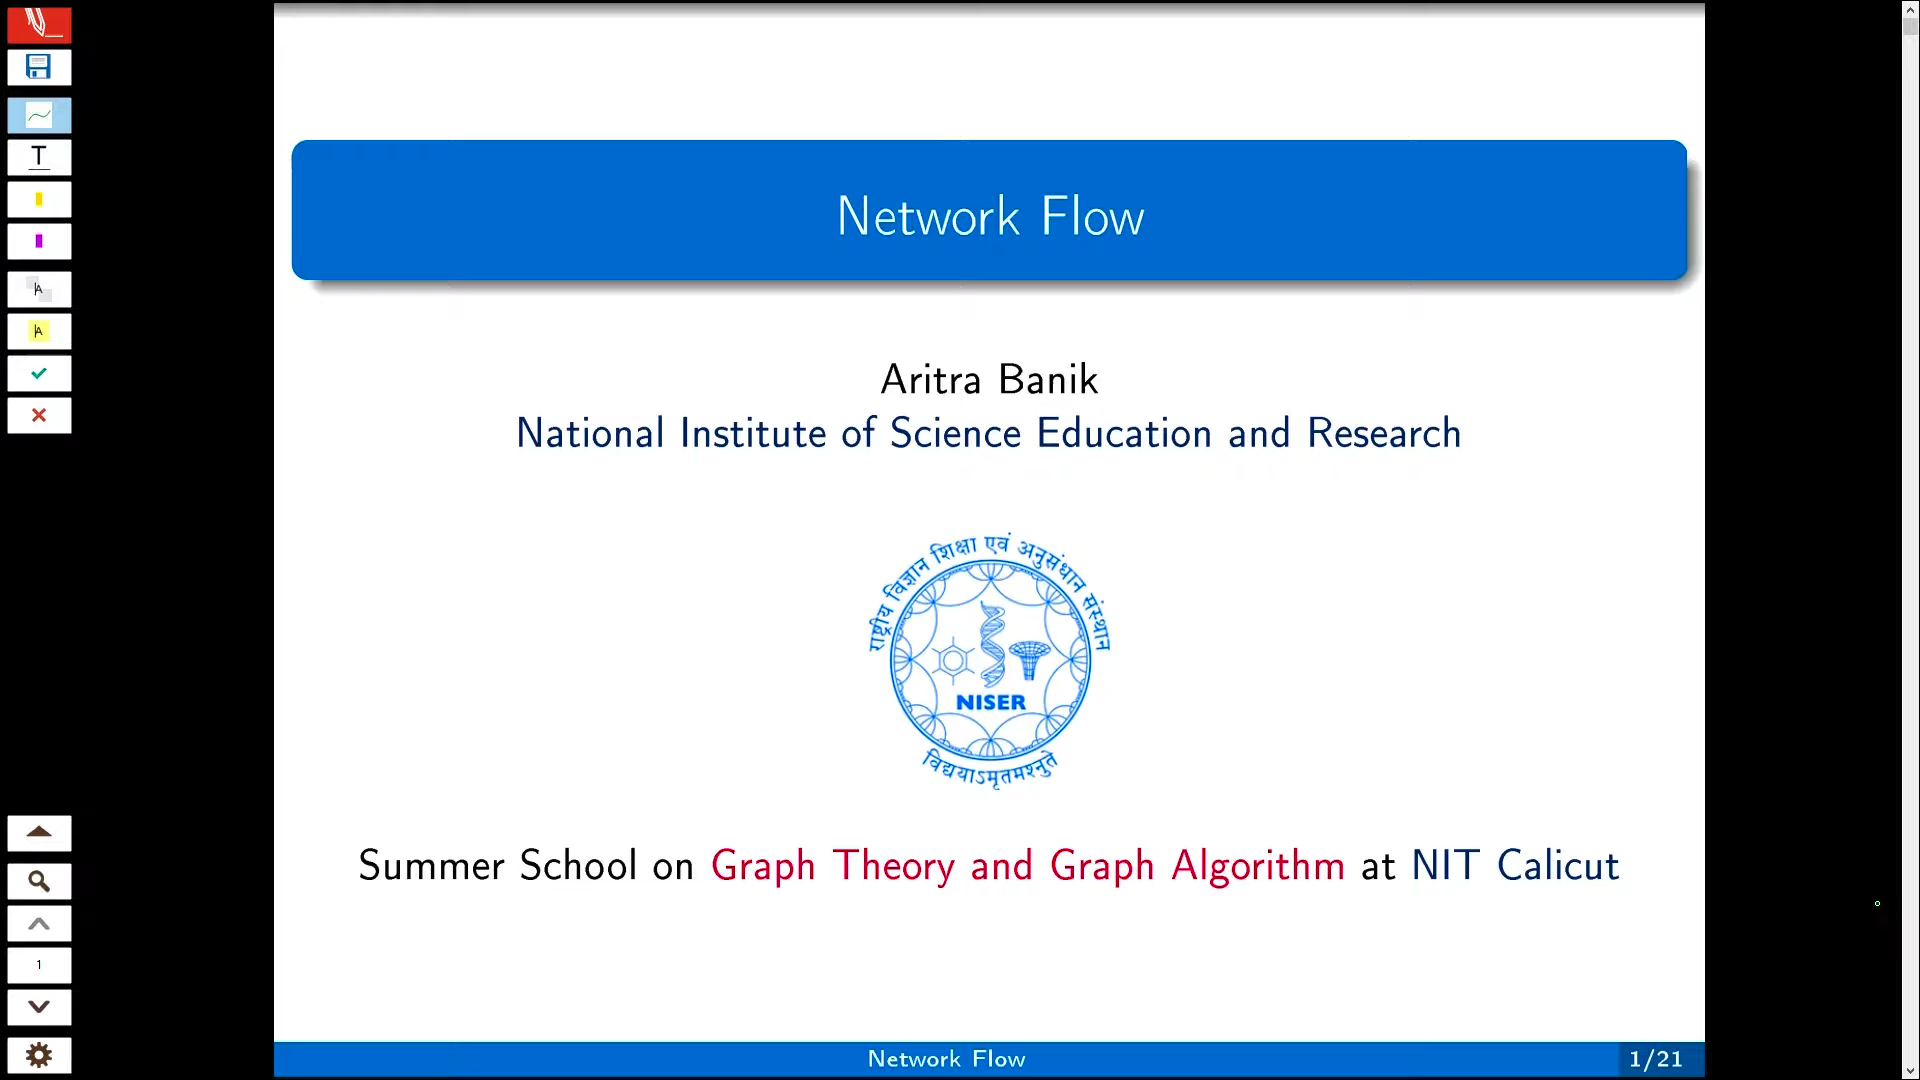 Network Flow
Aritra Banik
National Institute of Science Education and Research
राष्ट्रीय विज्ञान शिक्षा एवं अनुसंधान संस्थान
NISER
विद्ययाऽमृतमश्नुते
Summer School on Graph Theory and Graph Algorithm at NIT Calicut
Network Flow
1/21
T
A
A
1